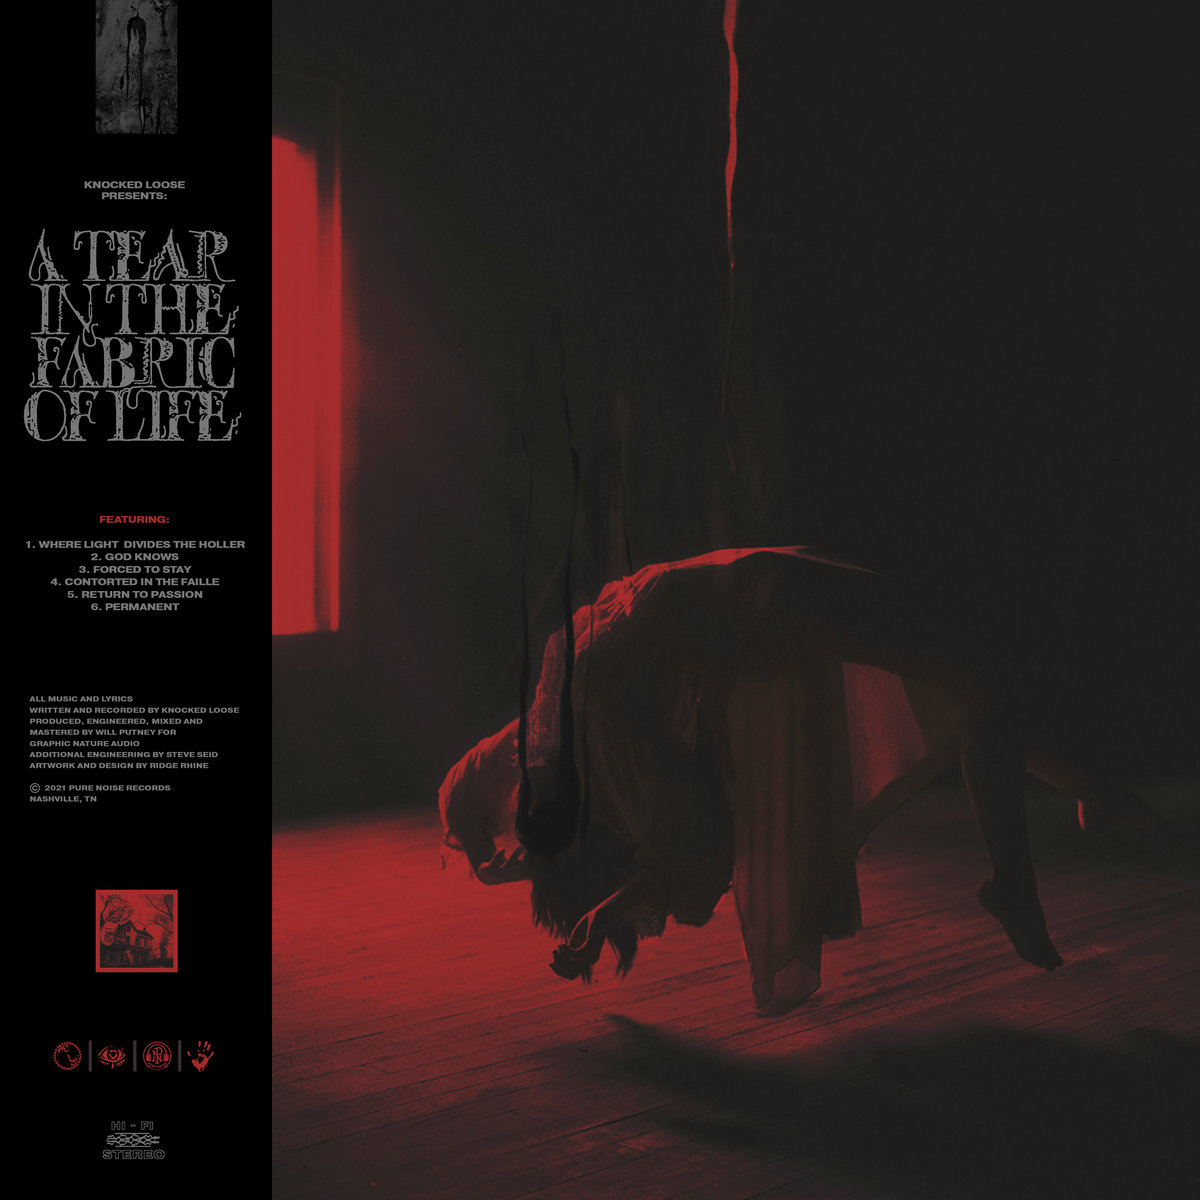 KNOCKED LOOSE
PRESENTS:
A TEAR
IN THE
FABRIC
OF LIFE
FEATURING:
1. WHERE LIGHT DIVIDES THE HOLLER
2. GOD KNOWS
3. FORCED TO STAY
4. CONTORTED IN THE FAILLE
5. RETURN TO PASSION
6. PERMANENT
ALL MUSIC AND LYRICS
WRITTEN AND RECORDED BY KNOCKED LOOSE
PRODUCED, ENGINEERED, MIXED AND
MASTERED BY WILL PUTNEY FOR
GRAPHIC NATURE AUDIO
ADDITIONAL ENGINEERING BY STEVE SEID
ARTWORK AND DESIGN BY RIDGE RHINE
© 2021 PURE NOISE RECORDS
NASHVILLE, TN
HI - FI
STEREO